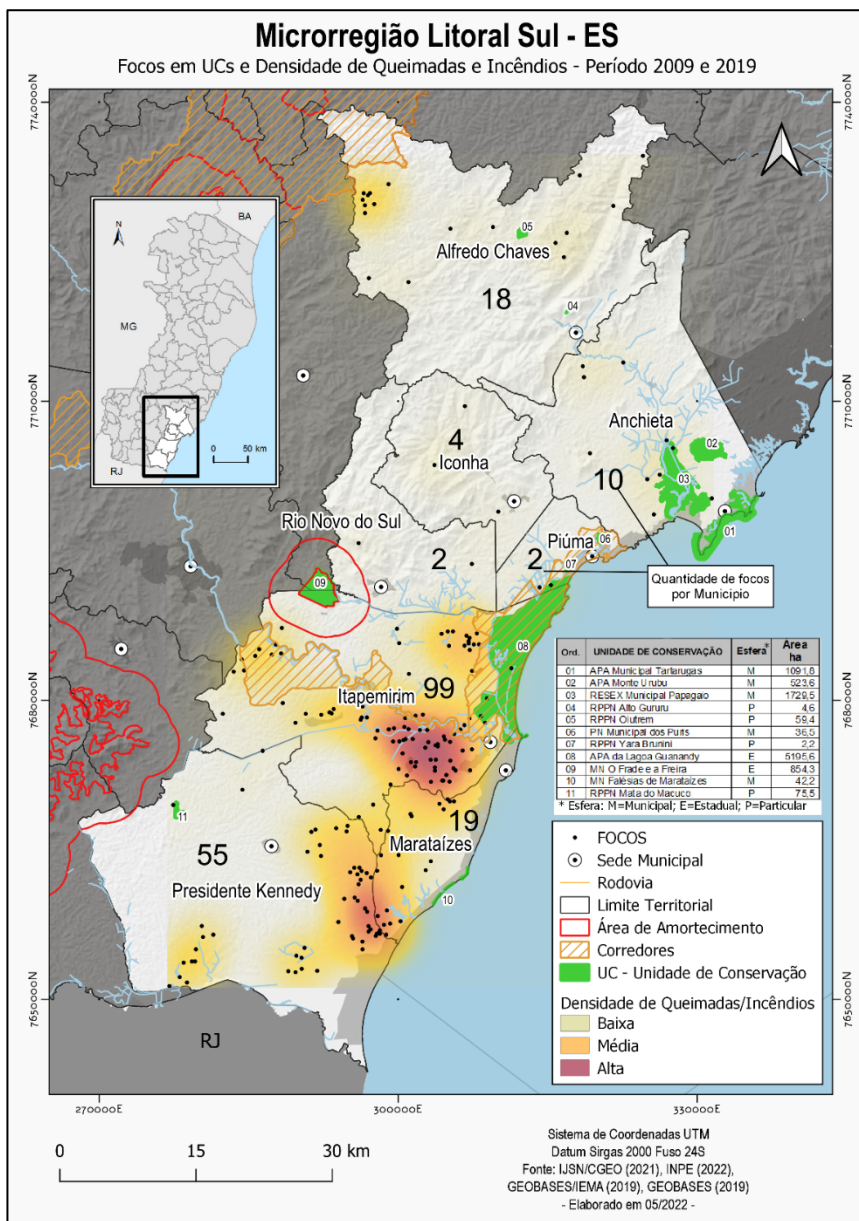 Microrregião Litoral Sul - ES
Focos em UCs e Densidade de Queimadas e Incêndios - Período 2009 e 2019
7740000N
7740000N
BA
N
MG
RJ
0 50 km
05
Alfredo Chaves
18
04
7710000N
7710000N
Anchieta
4
Iconha
02
03
10
01
Rio Novo do Sul
Piúma
06
07
2
2
Quantidade de focos
por Municipio
09
08
Ord. UNIDADE DE CONSERVAÇÃO Esfera* Área ha
01 APA Municipal Tartarugas M 1091,8
02 APA Monte Urubu M 523,6
03 RESEX Municipal Papagaio M 1729,5
04 RPPN Alto Gururu P 4,6
05 RPPN Oiutrem P 59,4
06 PN Municipal dos Puris M 36,5
07 RPPN Yara Brunini P 2,2
08 APA da Lagoa Guanandy E 5195,6
09 MN O Frade e a Freira E 854,3
10 MN Falésias de Marataízes M 42,2
11 RPPN Mata do Macuco P 75,5
* Esfera: M=Municipal; E=Estadual; P=Particular
7680000N
7680000N
99
Itapemirim
11
19
Marataízes
55
Presidente Kennedy
10
FOCOS
Sede Municipal
Rodovia
Limite Territorial
Área de Amortecimento
Corredores
UC - Unidade de Conservação
Densidade de Queimadas/Incêndios
Baixa
Média
Alta
7650000N
7650000N
RJ
270000E 300000E 330000E
0 15 30 km
Sistema de Coordenadas UTM
Datum Sirgas 2000 Fuso 24S
Fonte: IJSN/CGEO (2021), INPE (2022),
GEOBASES/IEMA (2019), GEOBASES (2019)
- Elaborado em 05/2022 -